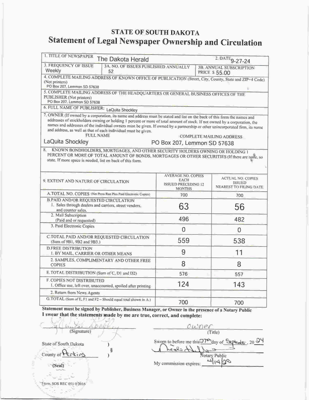 STATE OF SOUTH DAKOTA
Statement of Legal Newspaper Ownership and Circulation
1. TITLE OF NEWSPAPER The Dakota Herald 2. DATE 9-27-24
3. FREQUENCY OF ISSUE Weekly
3A. NO. OF ISSUES PUBLISHED ANNUALLY 52
3B. ANNUAL SUBSCRIPTION PRICE $ 55.00
4. COMPLETE MAILING ADDRESS OF KNOWN OFFICE OF PUBLICATION (Street, City, County, State and ZIP+4 Code)
(Not printers)
PO Box 207, Lemmon SD 57638
5. COMPLETE MAILING ADDRESS OF THE HEADQUARTERS OR GENERAL BUSINESS OFFICES OF THE
PUBLISHER (Not printers)
PO Box 207, Lemmon SD 57638
6. FULL NAME OF PUBLISHER LaQuita Shockley
7. OWNER (If owned by a corporation, its name and address must be stated and list on the back of this form the names and
addresses of stockholders owning or holding 1 percent or more of total amount of stock. If not owned by a corporation, the
names and addresses of the individual owners must be given. If owned by a partnership or other unincorporated firm, its name
and address, as well as that of each individual must be given.
FULL NAME COMPLETE MAILING ADDRESS
LaQuita Shockley PO Box 207, Lemmon SD 57638
8. KNOWN BONDHOLDERS, MORTGAGES, AND OTHER SECURITY HOLDERS OWNING OR HOLDING 1
PERCENT OR MORE OF TOTAL AMOUNT OF BONDS, MORTGAGES OR OTHER SECURITIES (If there are none, so
state. If more space is needed, list on back of this form.
9. EXTENT AND NATURE OF CIRCULATION
AVERAGE NO. COPIES EACH ISSUED PRECEDING 12 MONTHS
ACTUAL NO. COPIES ISSUED NEAREST TO FILING DATE
A. TOTAL NO. COPIES 700 700
B. PAID AND/OR REQUESTED CIRCULATION
1. Sales through dealers and carriers, street vendors,
and counter sales. 63 56
2. Mail Subscription
(Paid and or requested) 496 482
3. Paid Electronic Copies 0 0
C. TOTAL PAID AND/OR REQUESTED CIRCULATION
(Sum of 9B1, 9B2 and 9B3) 559 538
D. FREE DISTRIBUTION
1. BY MAIL, CARRIER OR OTHER MEANS 9 11
2. SAMPLES, COMPLIMENTARY AND OTHER FREE
COPIES 8 8
E. TOTAL DISTRIBUTION (Sum of C, D1 and D2) 576 557
F. COPIES NOT DISTRIBUTED
1. Office use, left over, unaccounted, spoiled after printing 124 143
2. Return from News Agents
G. TOTAL (Sum of E, F1 and F2 – Should equal total shown in A) 700 700
Statement must be signed by Publisher, Business Manager, or Owner in the presence of a Notary Public
I swear that the statements made by me are true, correct, and complete:
owner
(Signature) (Title)
State of South Dakota )
§
County of Perkins )
Sworn to before me this 27th day of September, 2024
Notary Public
(Seal)
My commission expires: